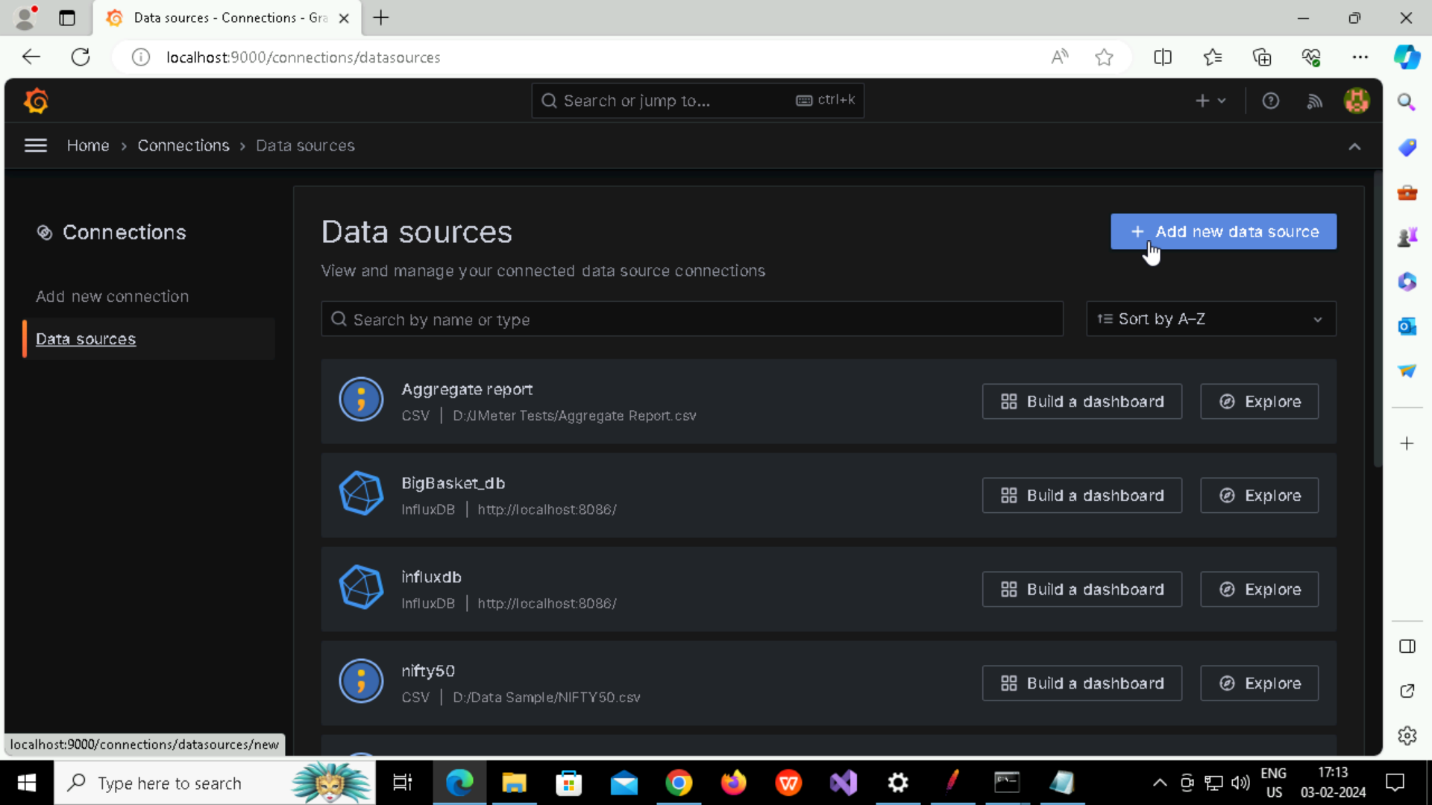 Data sources - Connections - Gra
localhost:9000/connections/datasources
Search or jump to...
ctrl+k
Home › Connections › Data sources
Connections
Add new connection
Data sources
Data sources
+ Add new data source
View and manage your connected data source connections
Search by name or type
Sort by A–Z
Aggregate report
CSV | D:/JMeter Tests/Aggregate Report.csv
Build a dashboard
Explore
BigBasket_db
InfluxDB | http://localhost:8086/
Build a dashboard
Explore
influxdb
InfluxDB | http://localhost:8086/
Build a dashboard
Explore
nifty50
CSV | D:/Data Sample/NIFTY50.csv
Build a dashboard
Explore
localhost:9000/connections/datasources/new
Type here to search
ENG
US
17:13
03-02-2024